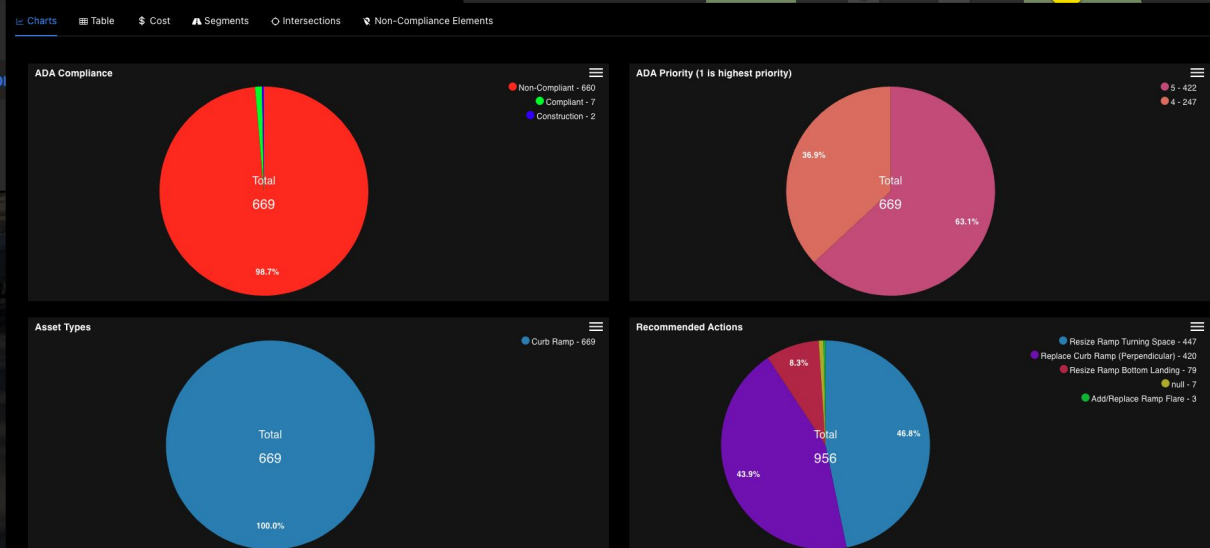 Charts
Table
$ Cost
Segments
Intersections
Non-Compliance Elements
ADA Compliance
Non-Compliant - 660
Compliant - 7
Construction - 2
Total
669
98.7%
ADA Priority (1 is highest priority)
5 - 422
4 - 247
36.9%
Total
669
63.1%
Asset Types
Curb Ramp - 669
Total
669
100.0%
Recommended Actions
Resize Ramp Turning Space - 447
Replace Curb Ramp (Perpendicular) - 420
Resize Ramp Bottom Landing - 79
null - 7
Add/Replace Ramp Flare - 3
8.3%
Total
46.8%
956
43.9%